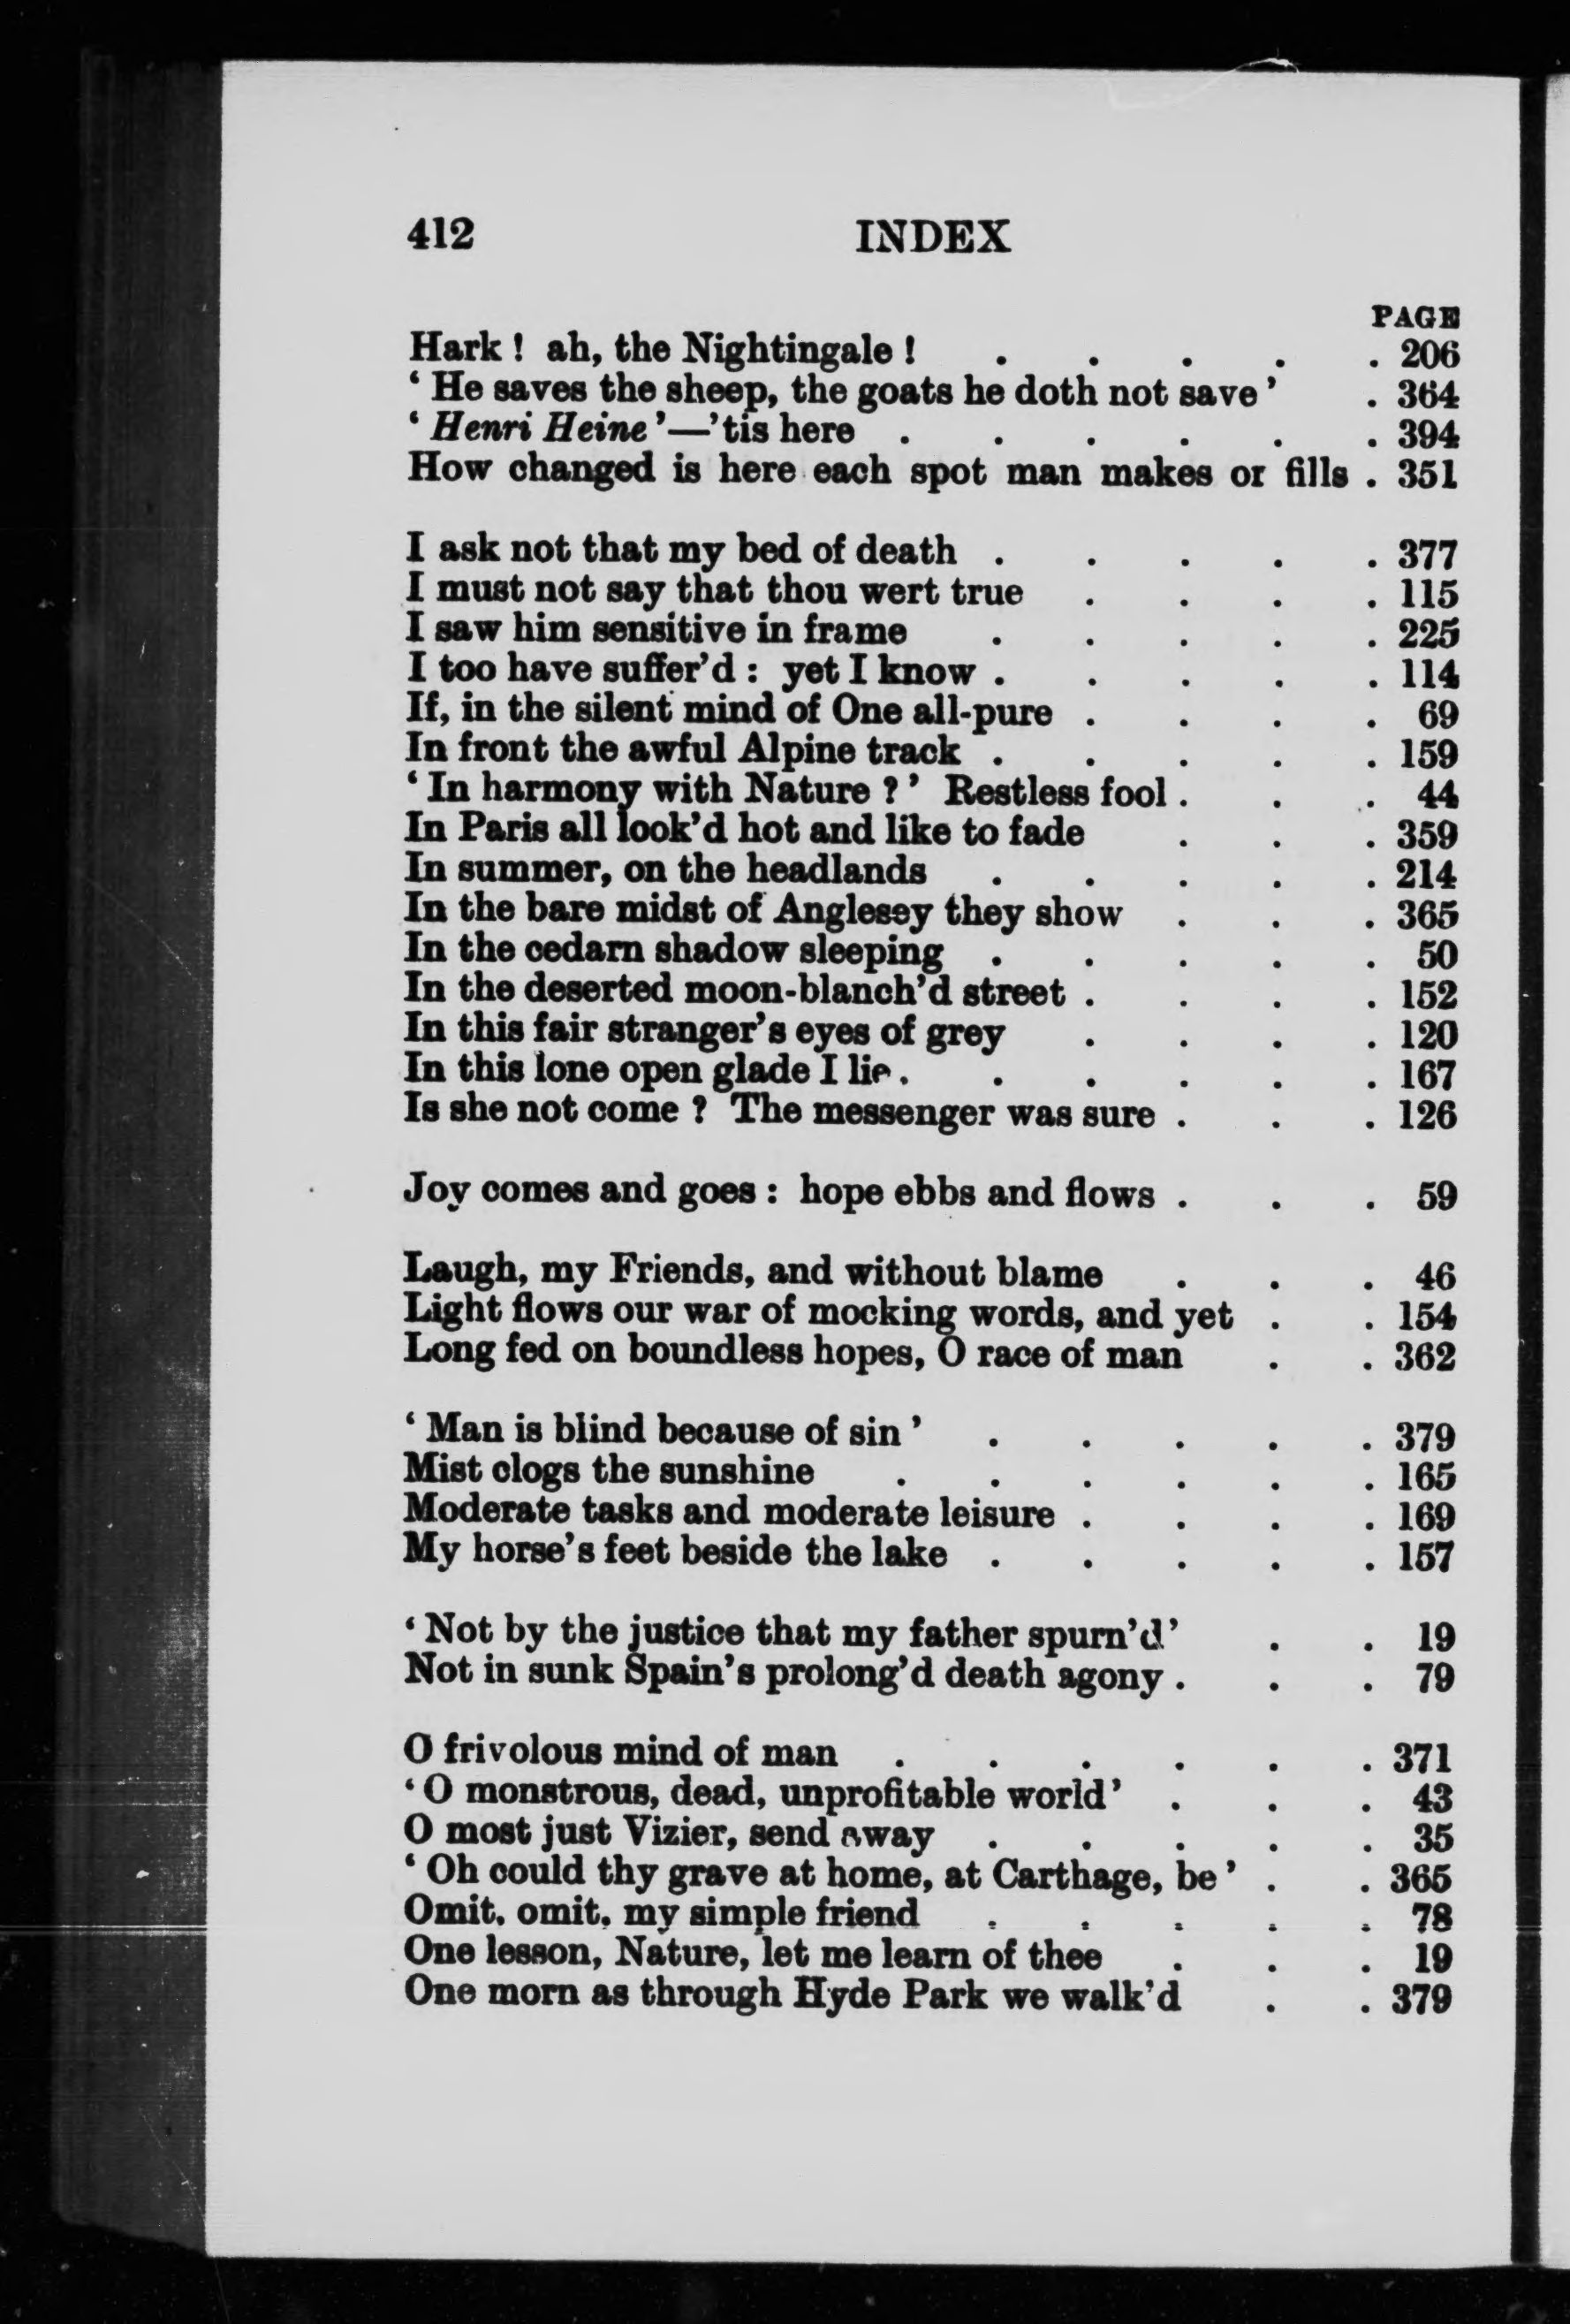 412 INDEX
PAGE
Hark ! ah, the Nightingale ! . . . . . 206
‘ He saves the sheep, the goats he doth not save ’ . 364
‘ Henri Heine ’—’tis here . . . . . . 394
How changed is here each spot man makes or fills . 351
I ask not that my bed of death . . . . . 377
I must not say that thou wert true . . . . 115
I saw him sensitive in frame . . . . . 225
I too have suffer’d : yet I know . . . . . 114
If, in the silent mind of One all-pure . . . . 69
In front the awful Alpine track . . . . . 159
‘ In harmony with Nature ? ’ Restless fool . . . 44
In Paris all look’d hot and like to fade . . . 359
In summer, on the headlands . . . . . 214
In the bare midst of Anglesey they show . . . 365
In the cedarn shadow sleeping . . . . . 50
In the deserted moon-blanch’d street . . . . 152
In this fair stranger’s eyes of grey . . . . 120
In this lone open glade I lie . . . . . . 167
Is she not come ? The messenger was sure . . . 126
Joy comes and goes : hope ebbs and flows . . . 59
Laugh, my Friends, and without blame . . . 46
Light flows our war of mocking words, and yet . . 154
Long fed on boundless hopes, O race of man . . 362
‘ Man is blind because of sin ’ . . . . . 379
Mist clogs the sunshine . . . . . . 165
Moderate tasks and moderate leisure . . . . 169
My horse’s feet beside the lake . . . . . 157
‘ Not by the justice that my father spurn’d ’ . . 19
Not in sunk Spain’s prolong’d death agony . . . 79
O frivolous mind of man . . . . . . 371
‘ O monstrous, dead, unprofitable world ’ . . . 43
O most just Vizier, send away . . . . . 35
‘ Oh could thy grave at home, at Carthage, be ’ . . 365
Omit, omit, my simple friend . . . . . 78
One lesson, Nature, let me learn of thee . . . 19
One morn as through Hyde Park we walk’d . . 379